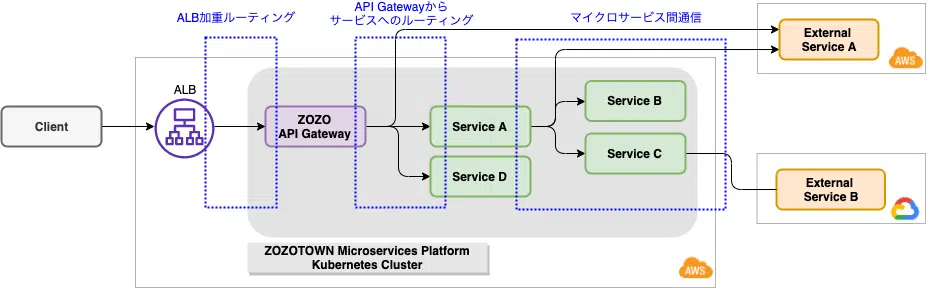 ALB加重ルーティング
API Gatewayから
サービスへのルーティング
マイクロサービス間通信
External
Service A
AWS
ALB
Client
ZOZO
API Gateway
Service A
Service B
Service C
Service D
External
Service B
ZOZOTOWN Microservices Platform
Kubernetes Cluster
AWS